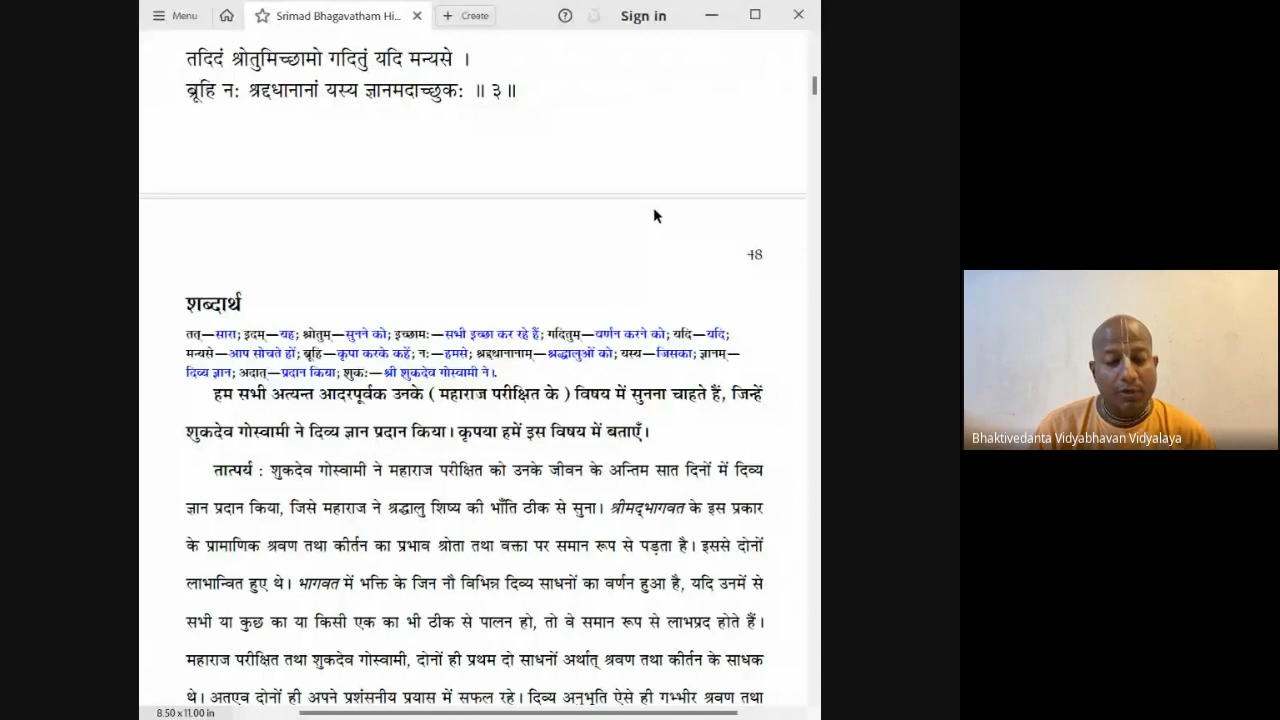 Menu
Srimad Bhagavatham Hi...
Create
Sign in
तदिदं श्रोतुमिच्छामो गदितुं यदि मन्यसे ।
ब्रूहि नः श्रद्दधानानां यस्य ज्ञानमदाच्छुकः ॥ ३॥
48
शब्दार्थ
तत्—सारा; इदम्—यह; श्रोतुम्—सुनने को; इच्छामः—सभी इच्छा कर रहे हैं; गदितुम्—वर्णन करने को; यदि—यदि;
मन्यसे—आप सोचते हों; ब्रूहि—कृपा करके कहें; नः—हमसे; श्रद्दधानानाम्—श्रद्धालुओं को; यस्य—जिसका; ज्ञानम्—
दिव्य ज्ञान; अदात्—प्रदान किया; शुकः—श्री शुकदेव गोस्वामी ने।.
हम सभी अत्यन्त आदरपूर्वक उनके ( महाराज परीक्षित के ) विषय में सुनना चाहते हैं, जिन्हें
शुकदेव गोस्वामी ने दिव्य ज्ञान प्रदान किया। कृपया हमें इस विषय में बताएँ।
तात्पर्य : शुकदेव गोस्वामी ने महाराज परीक्षित को उनके जीवन के अन्तिम सात दिनों में दिव्य
ज्ञान प्रदान किया, जिसे महाराज ने श्रद्धालु शिष्य की भाँति ठीक से सुना। श्रीमद्भागवत के इस प्रकार
के प्रामाणिक श्रवण तथा कीर्तन का प्रभाव श्रोता तथा वक्ता पर समान रूप से पड़ता है। इससे दोनों
लाभान्वित हुए थे। भागवत में भक्ति के जिन नौ विभिन्न दिव्य साधनों का वर्णन हुआ है, यदि उनमें से
सभी या कुछ का या किसी एक का भी ठीक से पालन हो, तो वे समान रूप से लाभप्रद होते हैं।
महाराज परीक्षित तथा शुकदेव गोस्वामी, दोनों ही प्रथम दो साधनों अर्थात् श्रवण तथा कीर्तन के साधक
थे। अतएव दोनों ही अपने प्रशंसनीय प्रयास में सफल रहे। दिव्य अनुभूति ऐसे ही गम्भीर श्रवण तथा
8.50 x 11.00 in
Bhaktivedanta Vidyabhavan Vidyalaya